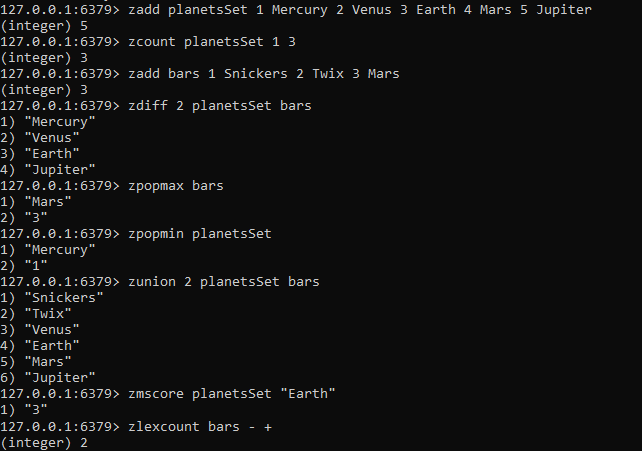 127.0.0.1:6379> zadd planetsSet 1 Mercury 2 Venus 3 Earth 4 Mars 5 Jupiter
(integer) 5
127.0.0.1:6379> zcount planetsSet 1 3
(integer) 3
127.0.0.1:6379> zadd bars 1 Snickers 2 Twix 3 Mars
(integer) 3
127.0.0.1:6379> zdiff 2 planetsSet bars
1) "Mercury"
2) "Venus"
3) "Earth"
4) "Jupiter"
127.0.0.1:6379> zpopmax bars
1) "Mars"
2) "3"
127.0.0.1:6379> zpopmin planetsSet
1) "Mercury"
2) "1"
127.0.0.1:6379> zunion 2 planetsSet bars
1) "Snickers"
2) "Twix"
3) "Venus"
4) "Earth"
5) "Mars"
6) "Jupiter"
127.0.0.1:6379> zmscore planetsSet "Earth"
1) "3"
127.0.0.1:6379> zlexcount bars - +
(integer) 2